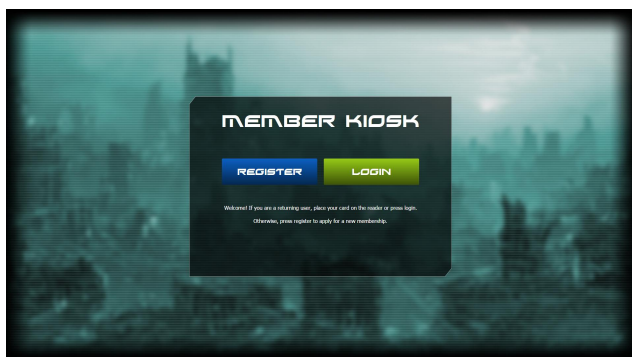 MEMBER KIOSK
REGISTER LOGIN
Welcome! If you are a returning user, place your card on the reader or press login.
Otherwise, press register to apply for a new membership.